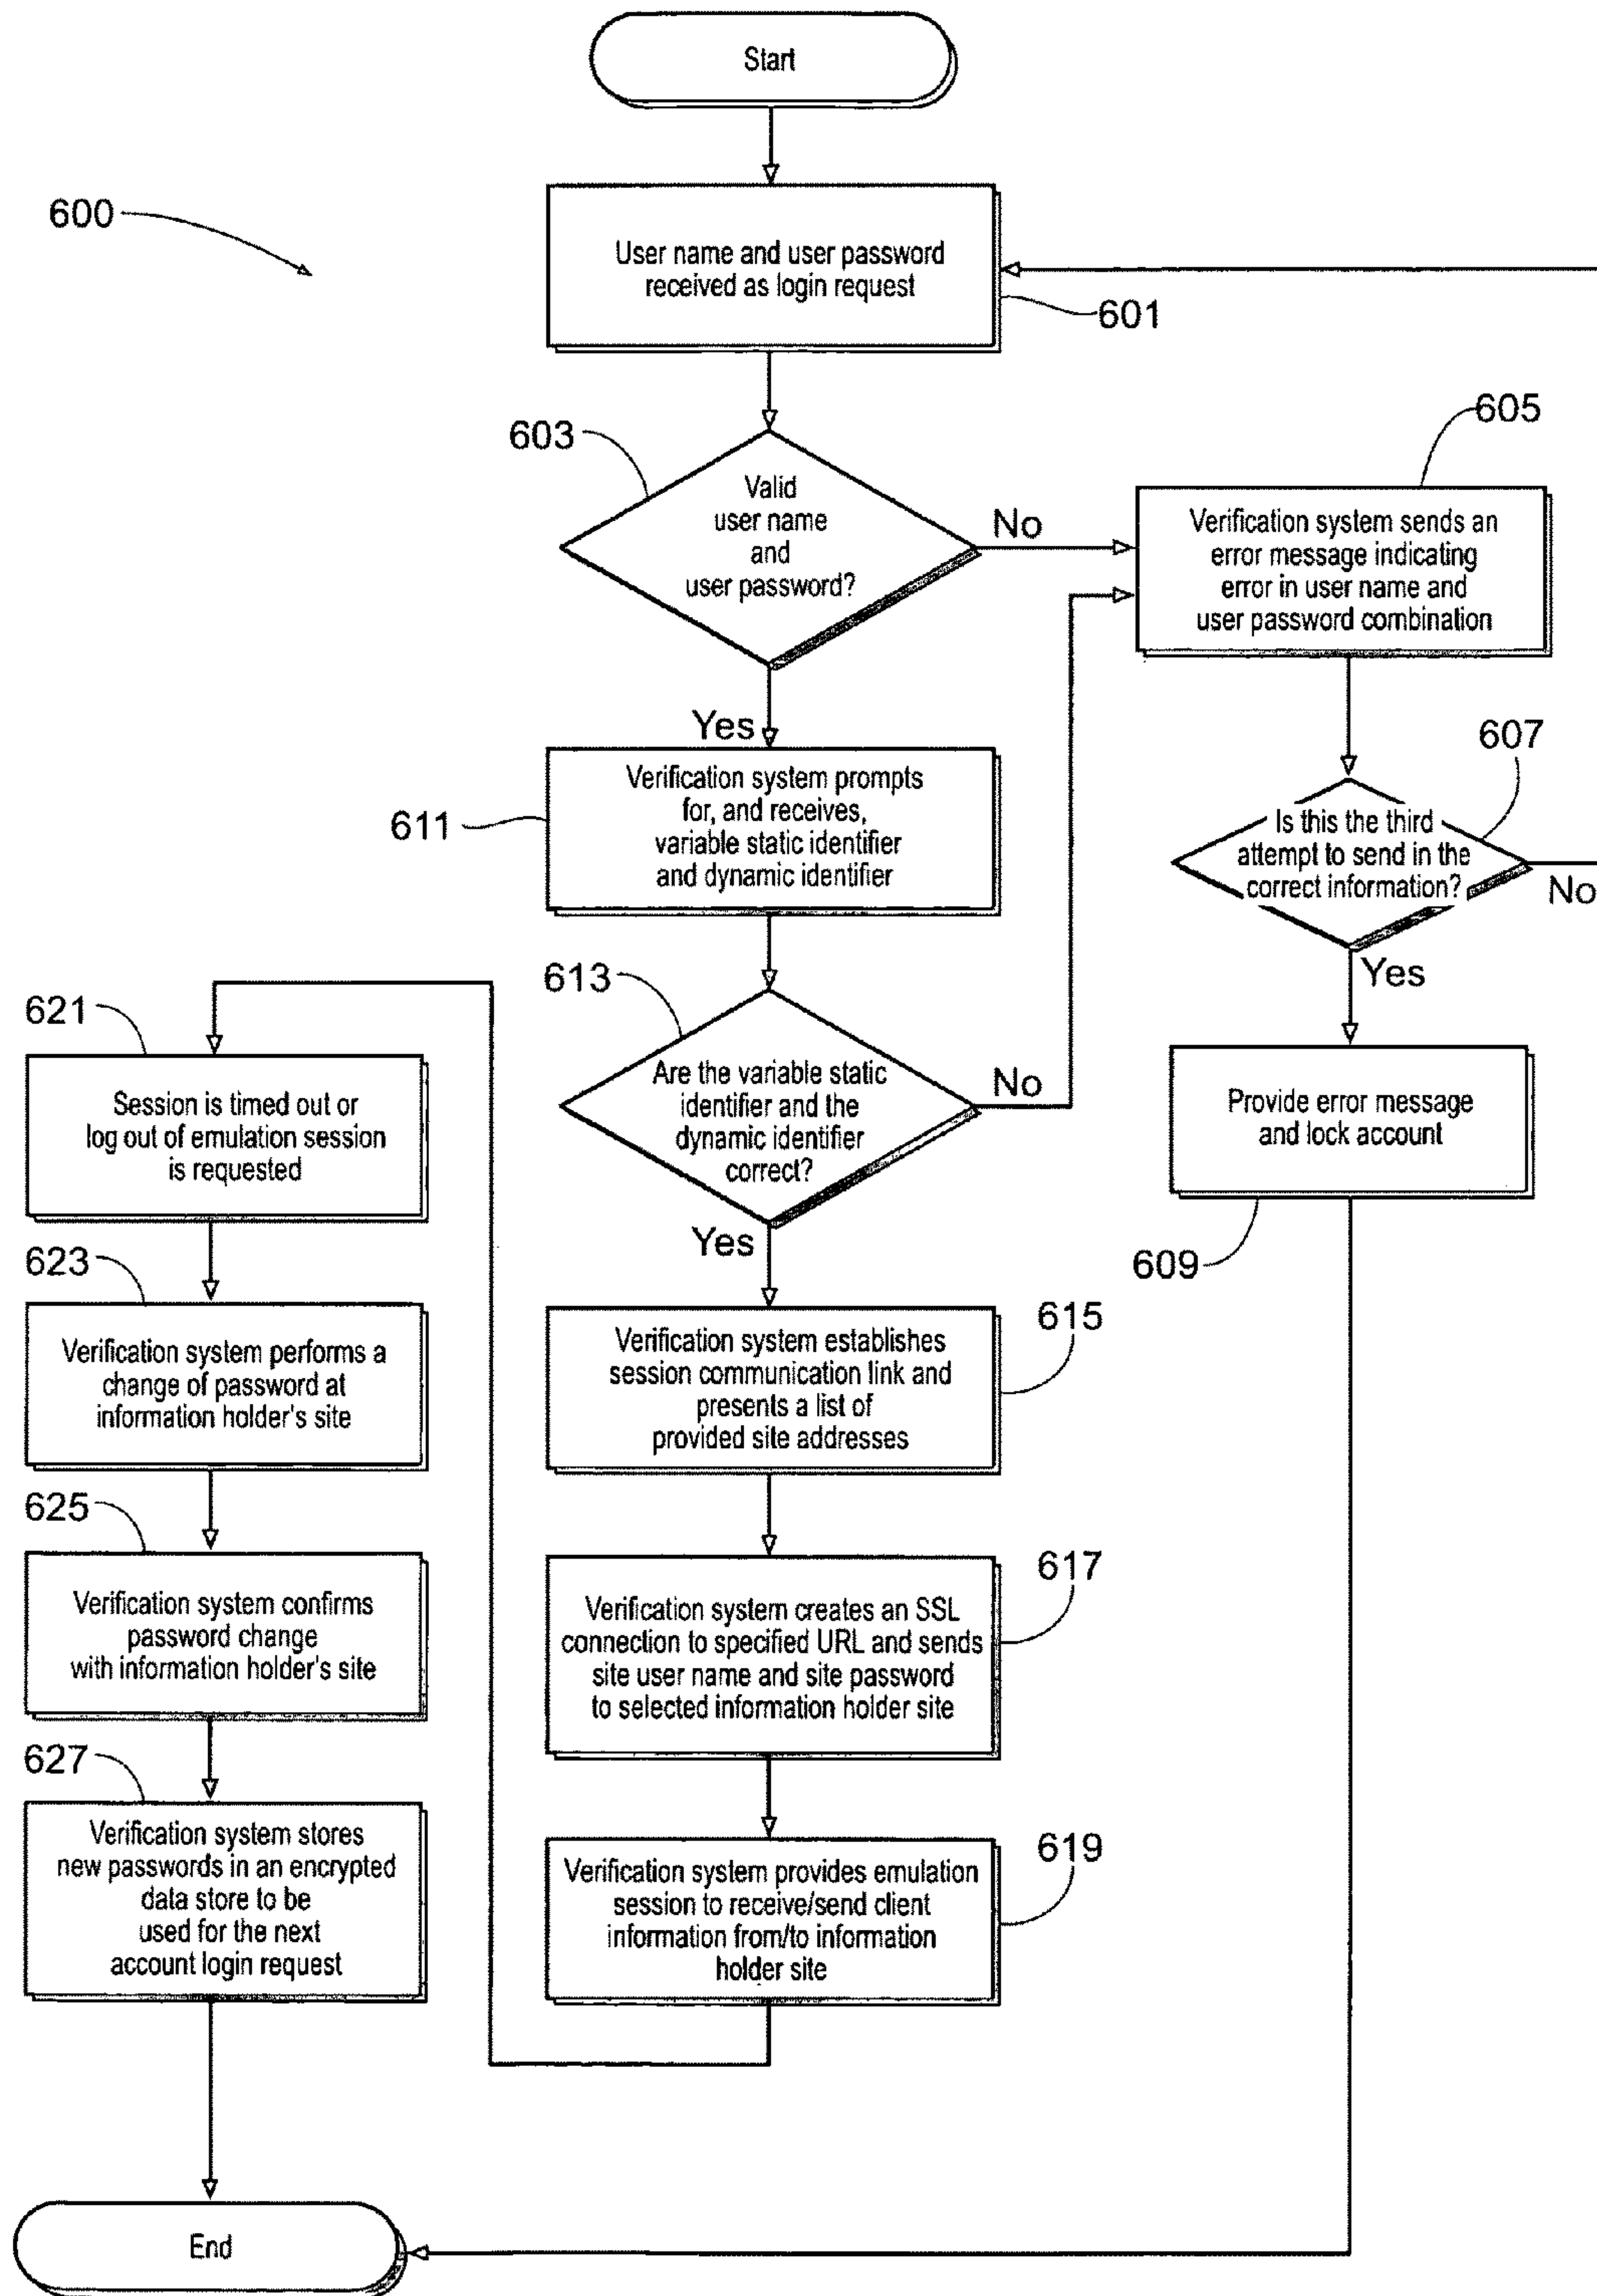 Start
600
User name and user password
received as login request
601
603
Valid
user name
and
user password?
No
605
Verification system sends an
error message indicating
error in user name and
user password combination
Yes
607
Is this the third
attempt to send in the
correct information?
No
Yes
611
Verification system prompts
for, and receives,
variable static identifier
and dynamic identifier
613
Are the variable static
identifier and the
dynamic identifier
correct?
No
Yes
Provide error message
and lock account
609
615
Verification system establishes
session communication link and
presents a list of
provided site addresses
617
Verification system creates an SSL
connection to specified URL and sends
site user name and site password
to selected information holder site
619
Verification system provides emulation
session to receive/send client
information from/to information
holder site
621
Session is timed out or
log out of emulation session
is requested
623
Verification system performs a
change of password at
information holder's site
625
Verification system confirms
password change
with information holder's site
627
Verification system stores
new passwords in an encrypted
data store to be
used for the next
account login request
End